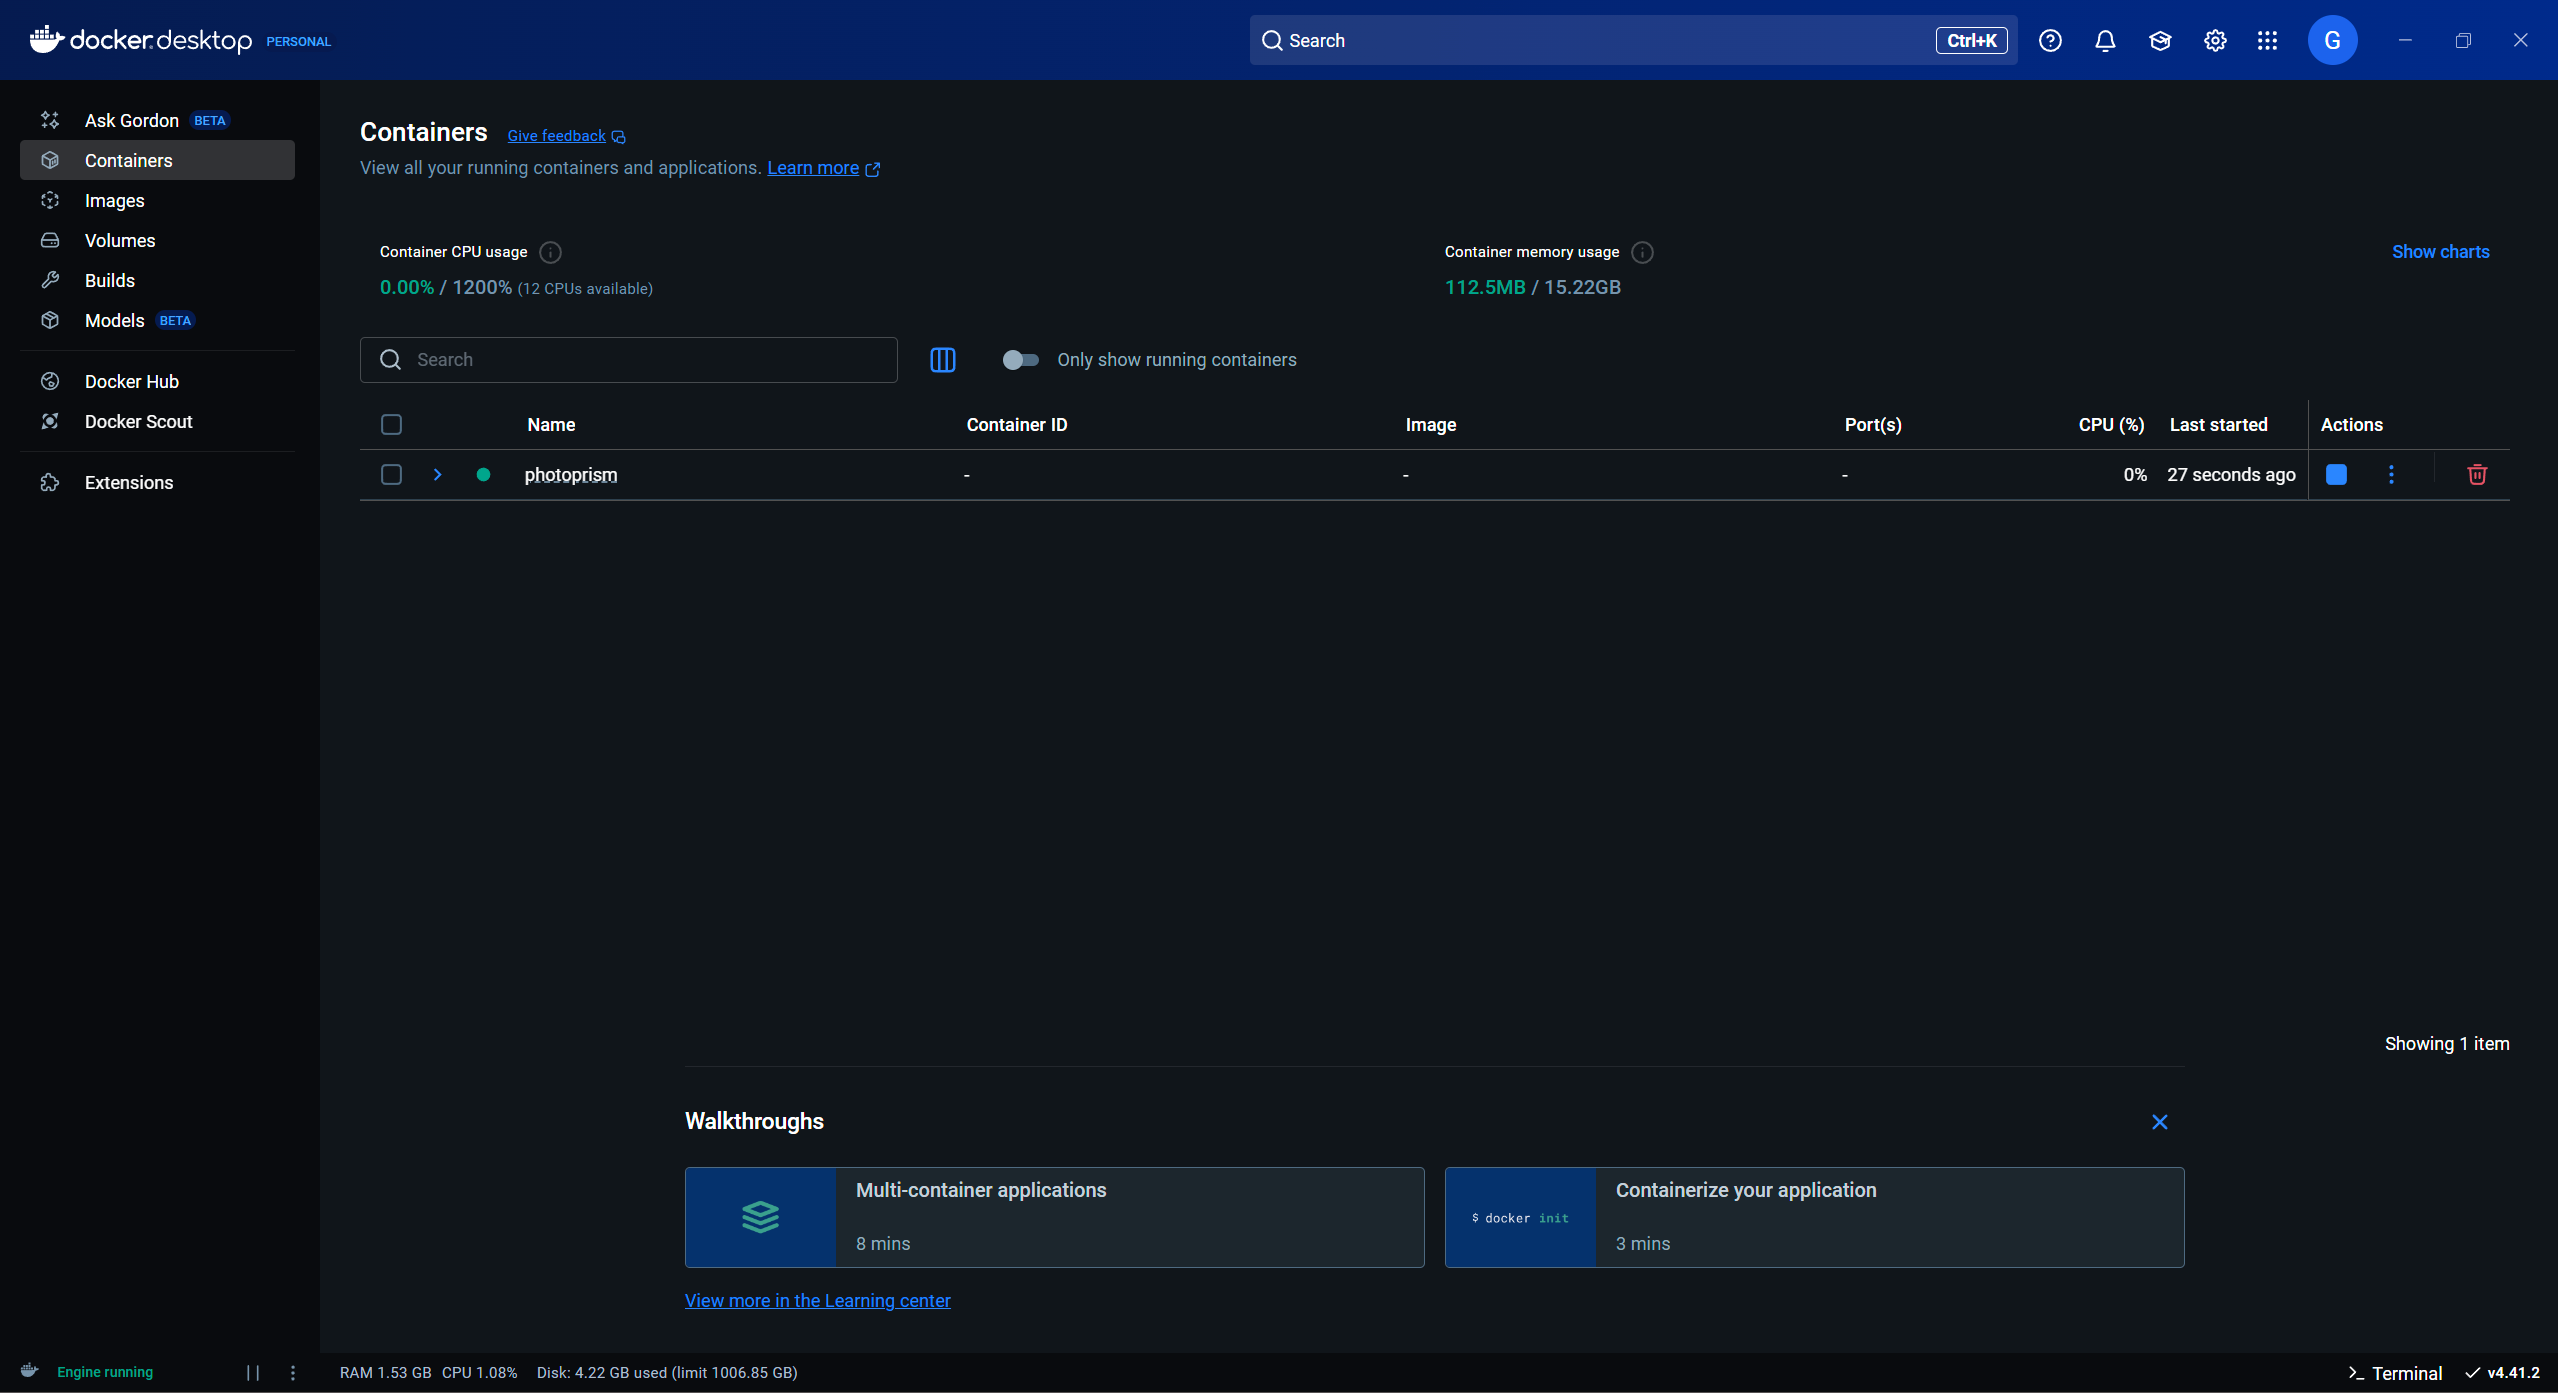 docker.desktop PERSONAL
Search Ctrl+K
G
Ask Gordon BETA
Containers
Images
Volumes
Builds
Models BETA
Docker Hub
Docker Scout
Extensions
Containers Give feedback
View all your running containers and applications. Learn more
Container CPU usage
0.00% / 1200% (12 CPUs available)
Container memory usage
112.5MB / 15.22GB
Show charts
Search
Only show running containers
Name Container ID Image Port(s) CPU (%) Last started Actions
photoprism - - - 0% 27 seconds ago
Showing 1 item
Walkthroughs
Multi-container applications
8 mins
$ docker init
Containerize your application
3 mins
View more in the Learning center
Engine running
RAM 1.53 GB CPU 1.08% Disk: 4.22 GB used (limit 1006.85 GB)
Terminal
v4.41.2